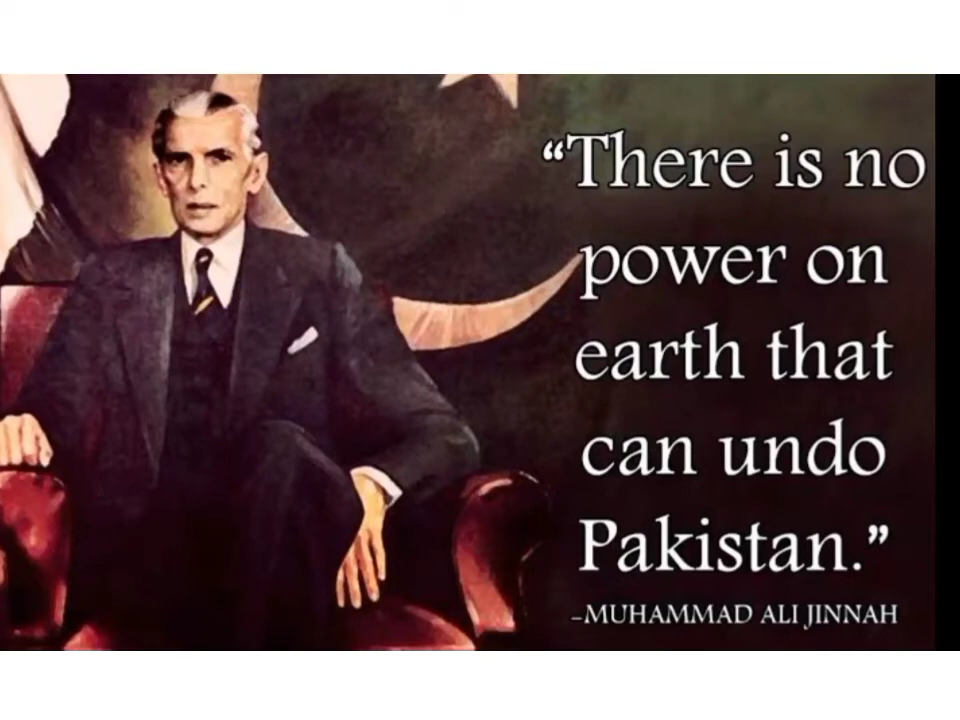 “There is no
power on
earth that
can undo
Pakistan.”
-MUHAMMAD ALI JINNAH